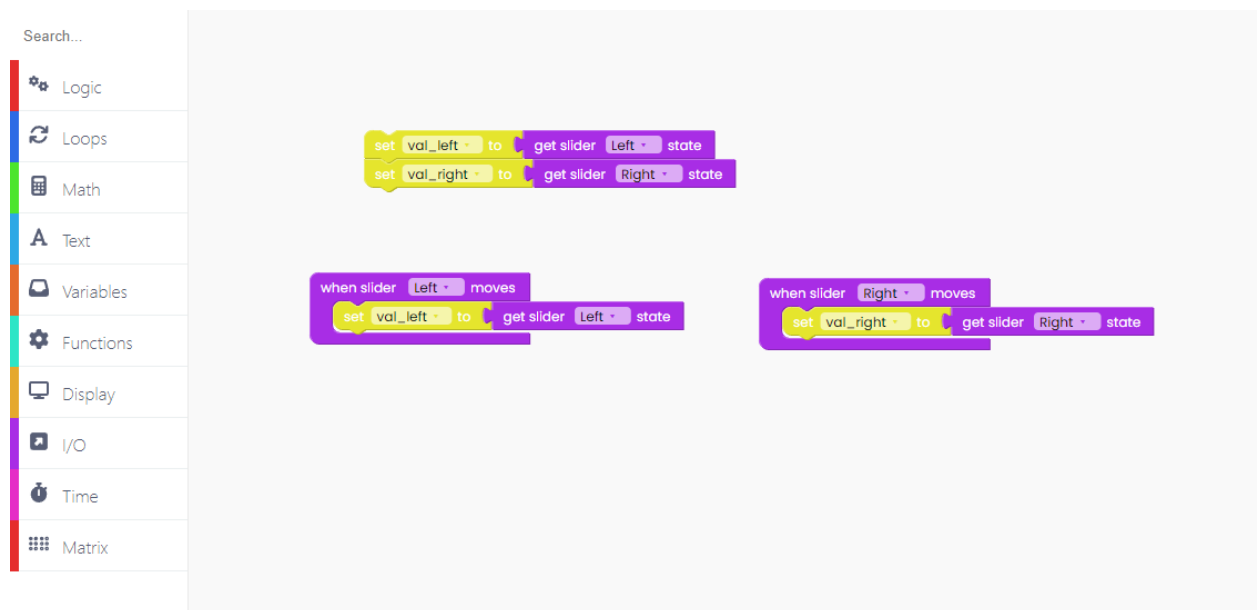 Search...
Logic
Loops
Math
Text
Variables
Functions
Display
I/O
Time
Matrix
set val_left to get slider Left state
set val_right to get slider Right state
when slider Left moves
set val_left to get slider Left state
when slider Right moves
set val_right to get slider Right state